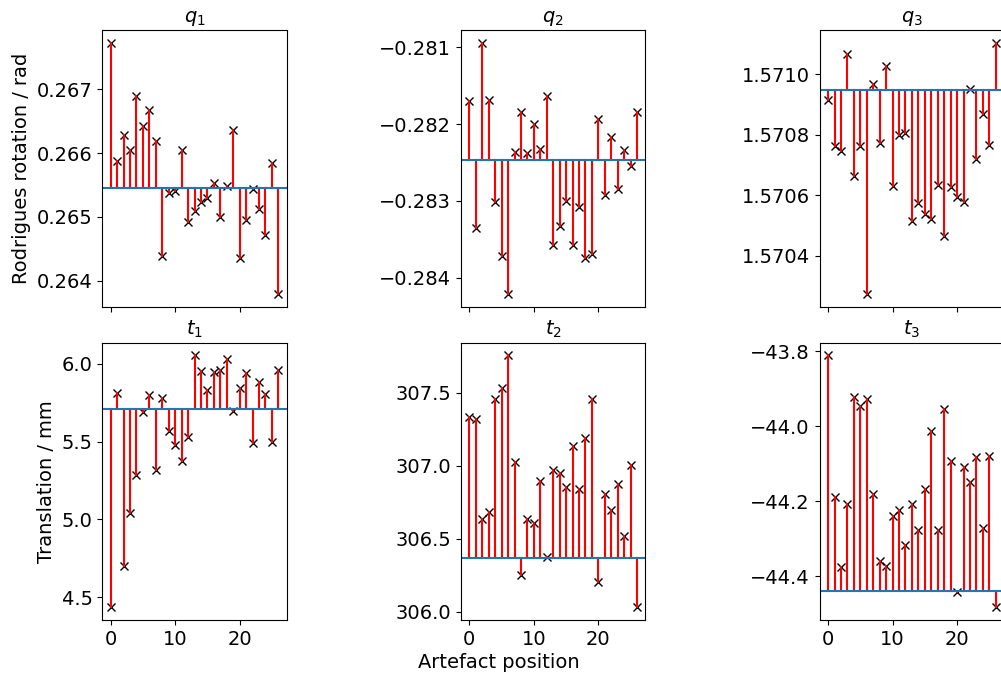 q₁
q₂
q₃
Rodrigues rotation / rad
0.267
0.266
0.265
0.264
−0.281
−0.282
−0.283
−0.284
1.5710
1.5708
1.5706
1.5704
t₁
t₂
t₃
Translation / mm
6.0
5.5
5.0
4.5
307.5
307.0
306.5
306.0
−43.8
−44.0
−44.2
−44.4
0 10 20
0 10 20
0 10 20
Artefact position